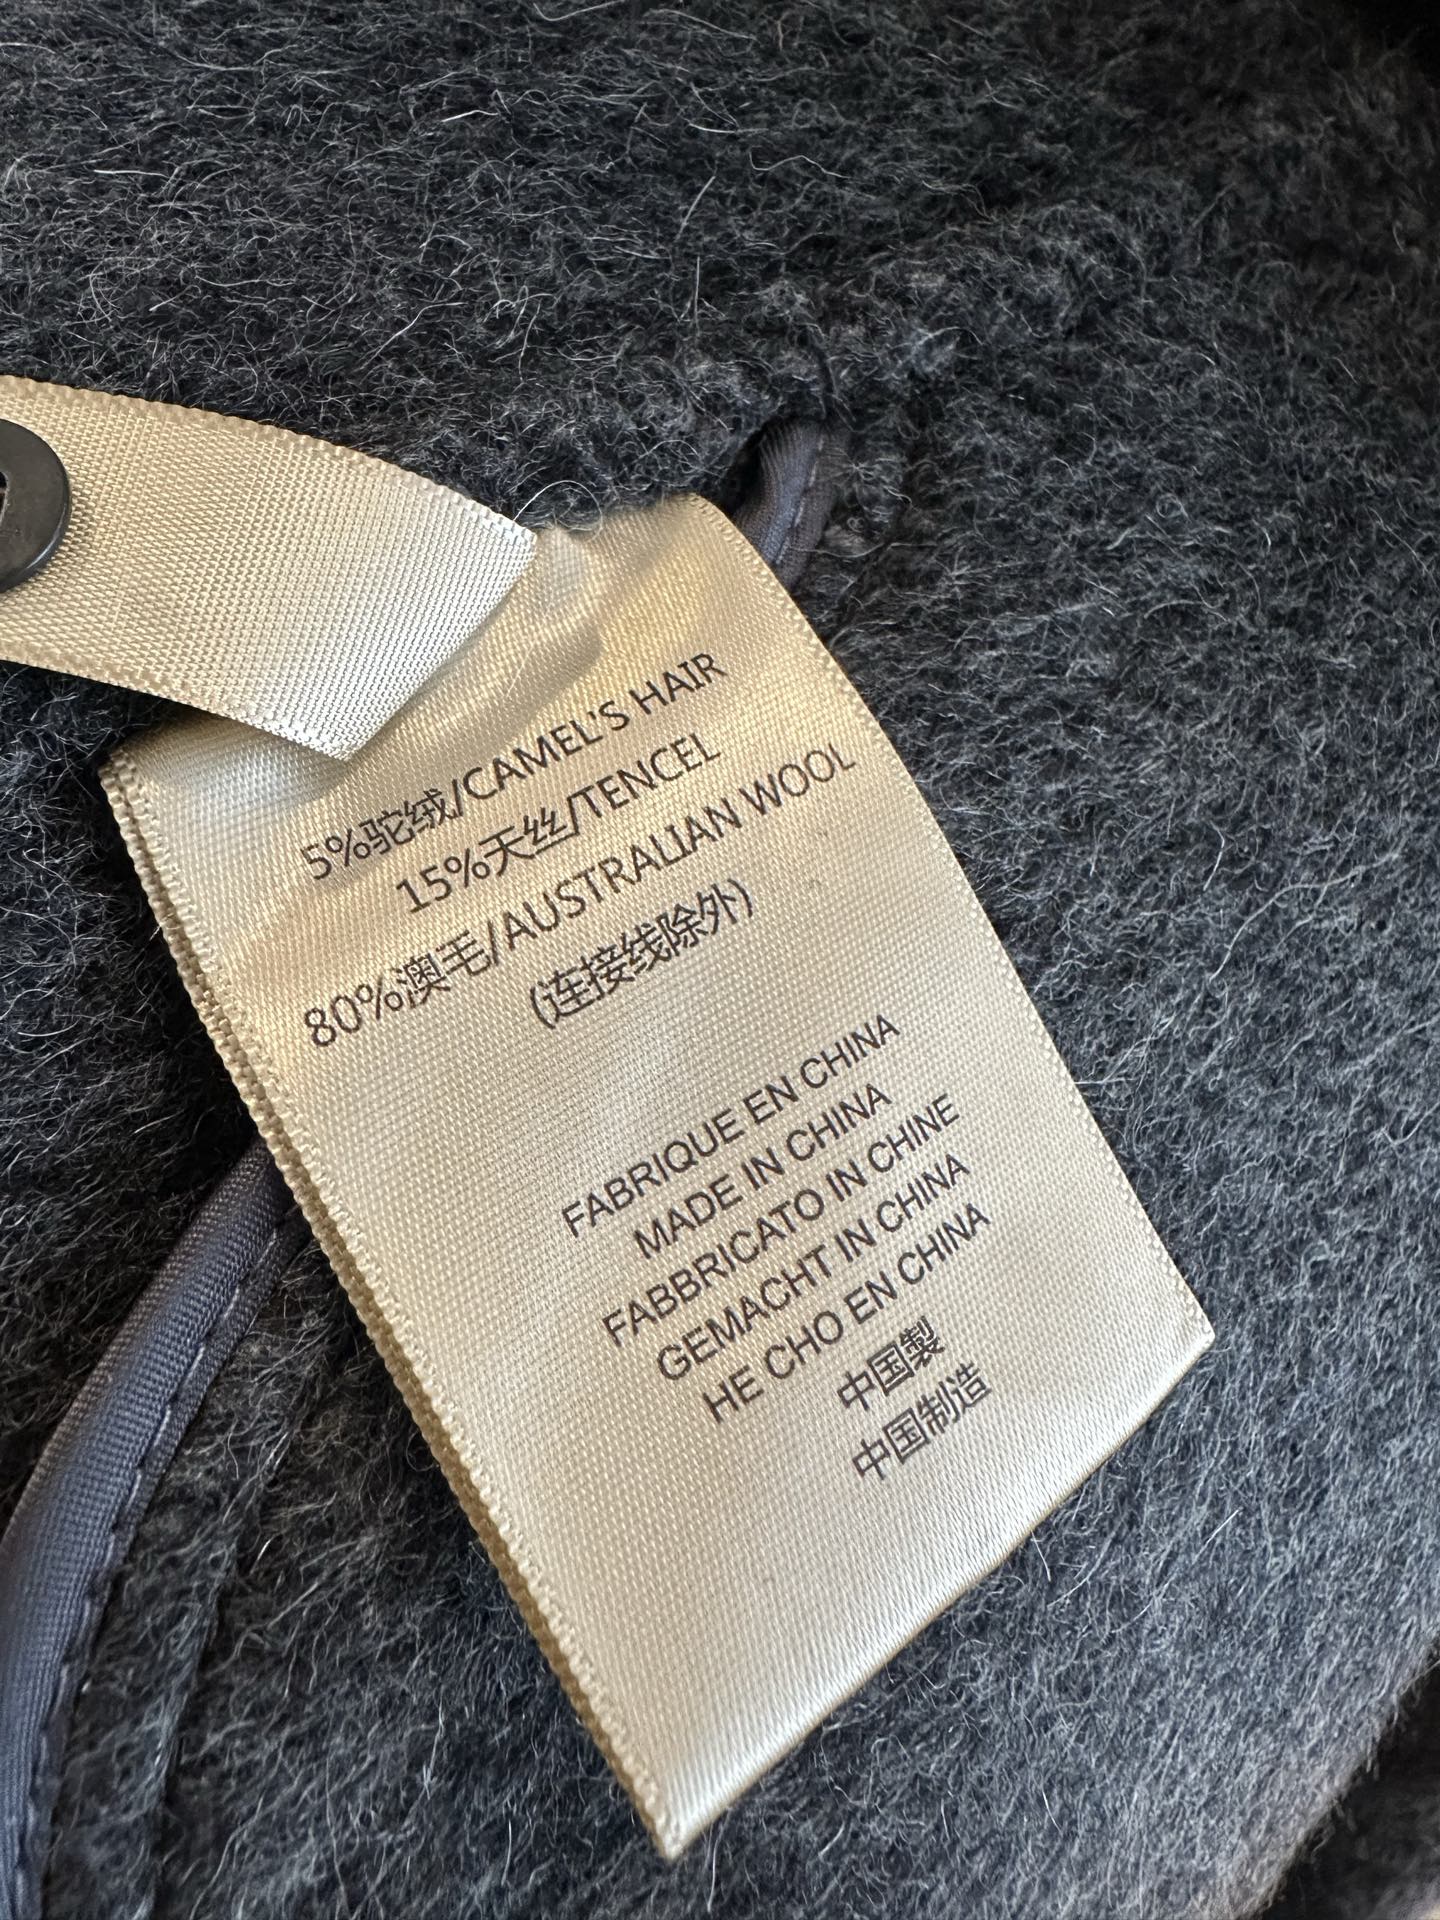 5%驼绒/CAMEL'S HAIR
15%天丝/TENCEL
80%澳毛/AUSTRALIAN WOOL
(连接线除外)
FABRIQUE EN CHINA
MADE IN CHINA
FABBRICATO IN CHINE
GEMACHT IN CHINA
HE CHO EN CHINA
中国製
中国制造